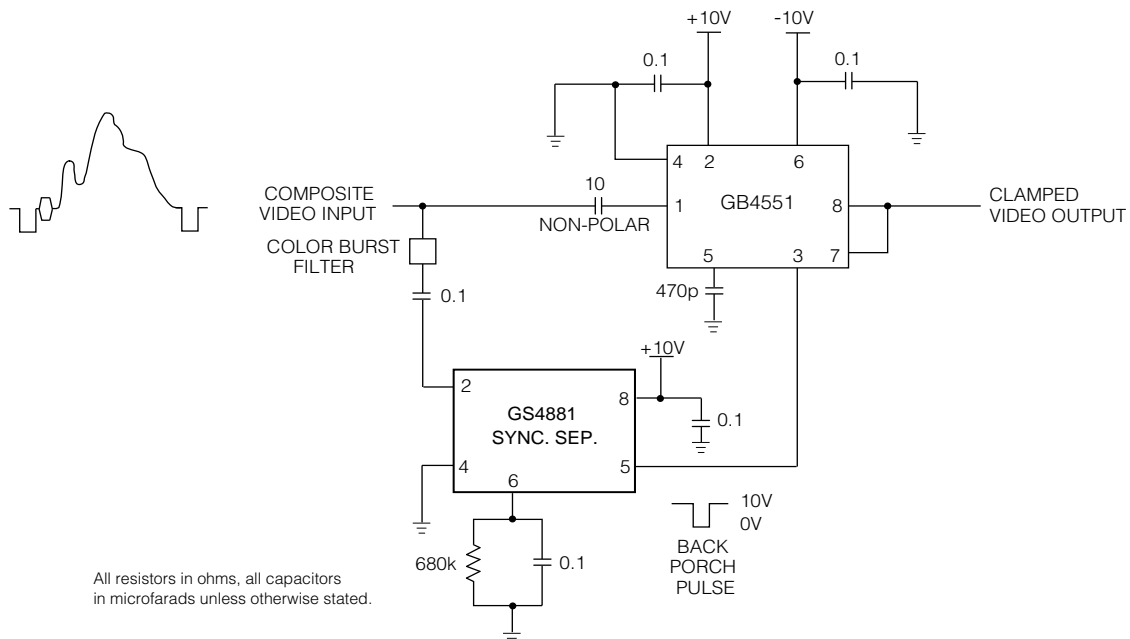 +10V
-10V
0.1
0.1
4
2
6
GB4551
COMPOSITE
VIDEO INPUT
10
NON-POLAR
1
8
CLAMPED
VIDEO OUTPUT
COLOR BURST
FILTER
5
3
7
0.1
470p
+10V
2
8
GS4881
SYNC. SEP.
0.1
4
5
6
10V
0V
BACK
PORCH
PULSE
680k
0.1
All resistors in ohms, all capacitors
in microfarads unless otherwise stated.